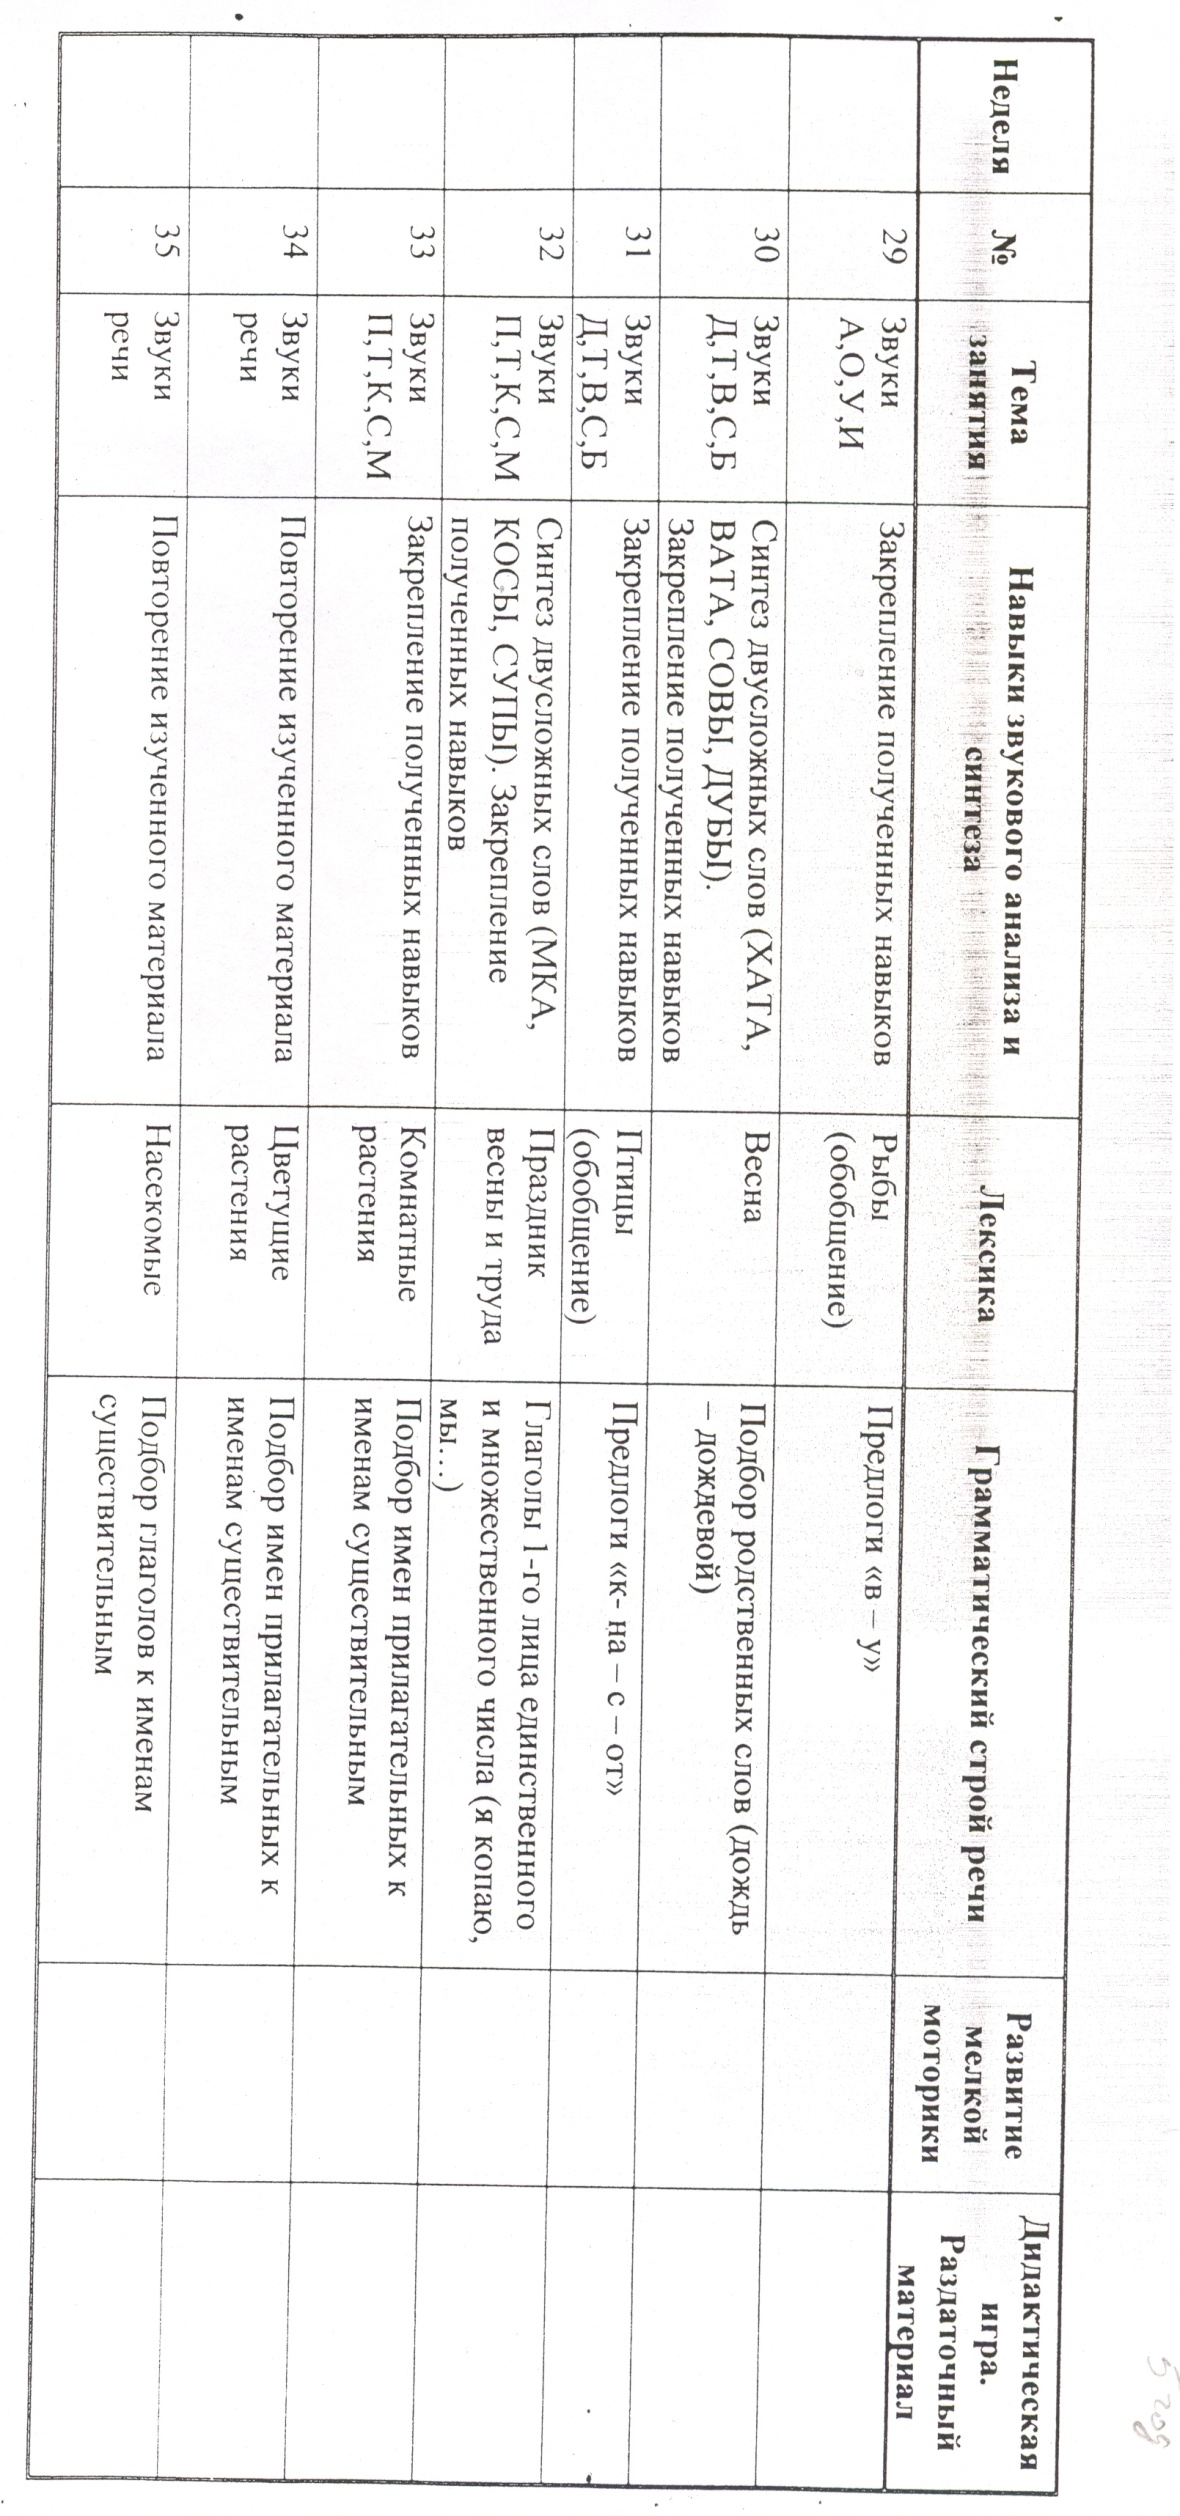 5 год
Неделя
№
Тема
занятия
Навыки звукового анализа и
синтеза
Лексика
Грамматический строй речи
Развитие
мелкой
моторики
Дидактическая
игра.
Раздаточный
материал
29
Звуки
А,О,У,И
Закрепление полученных навыков
Рыбы
(обобщение)
Предлоги «в – у»
30
Звуки
Д,Т,В,С,Б
Синтез двусложных слов (ХАТА,
ВАТА, СОВЫ, ДУБЫ).
Закрепление полученных навыков
Весна
Подбор родственных слов (дождь
– дождевой)
31
Звуки
Д,Т,В,С,Б
Закрепление полученных навыков
Птицы
(обобщение)
Предлоги «к- на – с – от»
32
Звуки
П,Т,К,С,М
Синтез двусложных слов (МКА,
КОСЫ, СУПЫ). Закрепление
полученных навыков
Праздник
весны и труда
Глаголы 1-го лица единственного
и множественного числа (я копаю,
мы…)
33
Звуки
П,Т,К,С,М
Закрепление полученных навыков
Комнатные
растения
Подбор имен прилагательных к
именам существительным
34
Звуки
речи
Повторение изученного материала
Цветущие
растения
Подбор имен прилагательных к
именам существительным
35
Звуки
речи
Повторение изученного материала
Насекомые
Подбор глаголов к именам
существительным